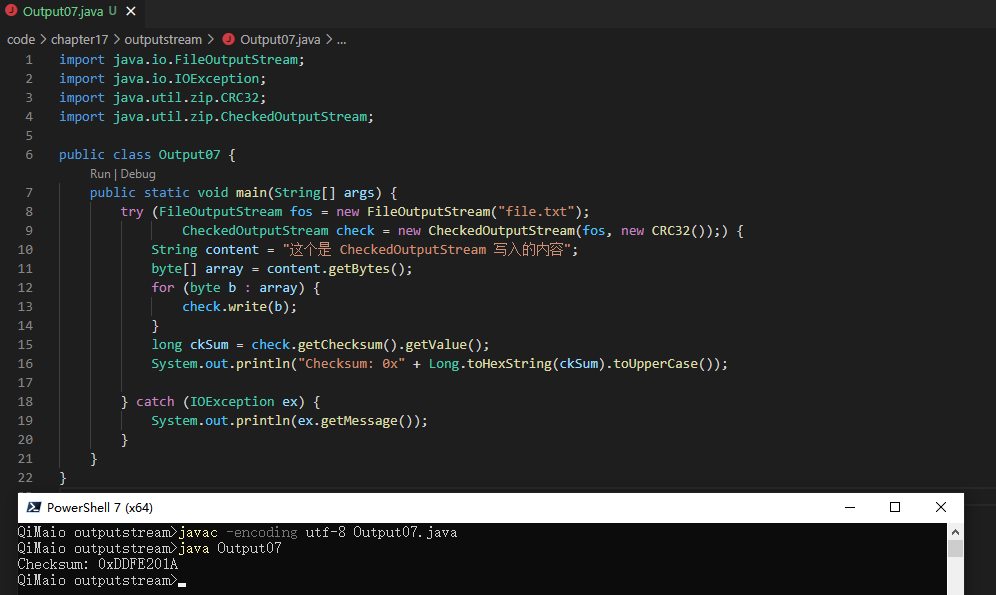 Output07.java U
code > chapter17 > outputstream > Output07.java > ...
1 import java.io.FileOutputStream;
2 import java.io.IOException;
3 import java.util.zip.CRC32;
4 import java.util.zip.CheckedOutputStream;
5
6 public class Output07 {
Run | Debug
7 public static void main(String[] args) {
8 try (FileOutputStream fos = new FileOutputStream("file.txt");
9 CheckedOutputStream check = new CheckedOutputStream(fos, new CRC32());) {
10 String content = "这个是 CheckedOutputStream 写入的内容";
11 byte[] array = content.getBytes();
12 for (byte b : array) {
13 check.write(b);
14 }
15 long ckSum = check.getChecksum().getValue();
16 System.out.println("Checksum: 0x" + Long.toHexString(ckSum).toUpperCase());
17
18 } catch (IOException ex) {
19 System.out.println(ex.getMessage());
20 }
21 }
22 }
PowerShell 7 (x64)
QiMaio outputstream>javac -encoding utf-8 Output07.java
QiMaio outputstream>java Output07
Checksum: 0xDDFE201A
QiMaio outputstream>